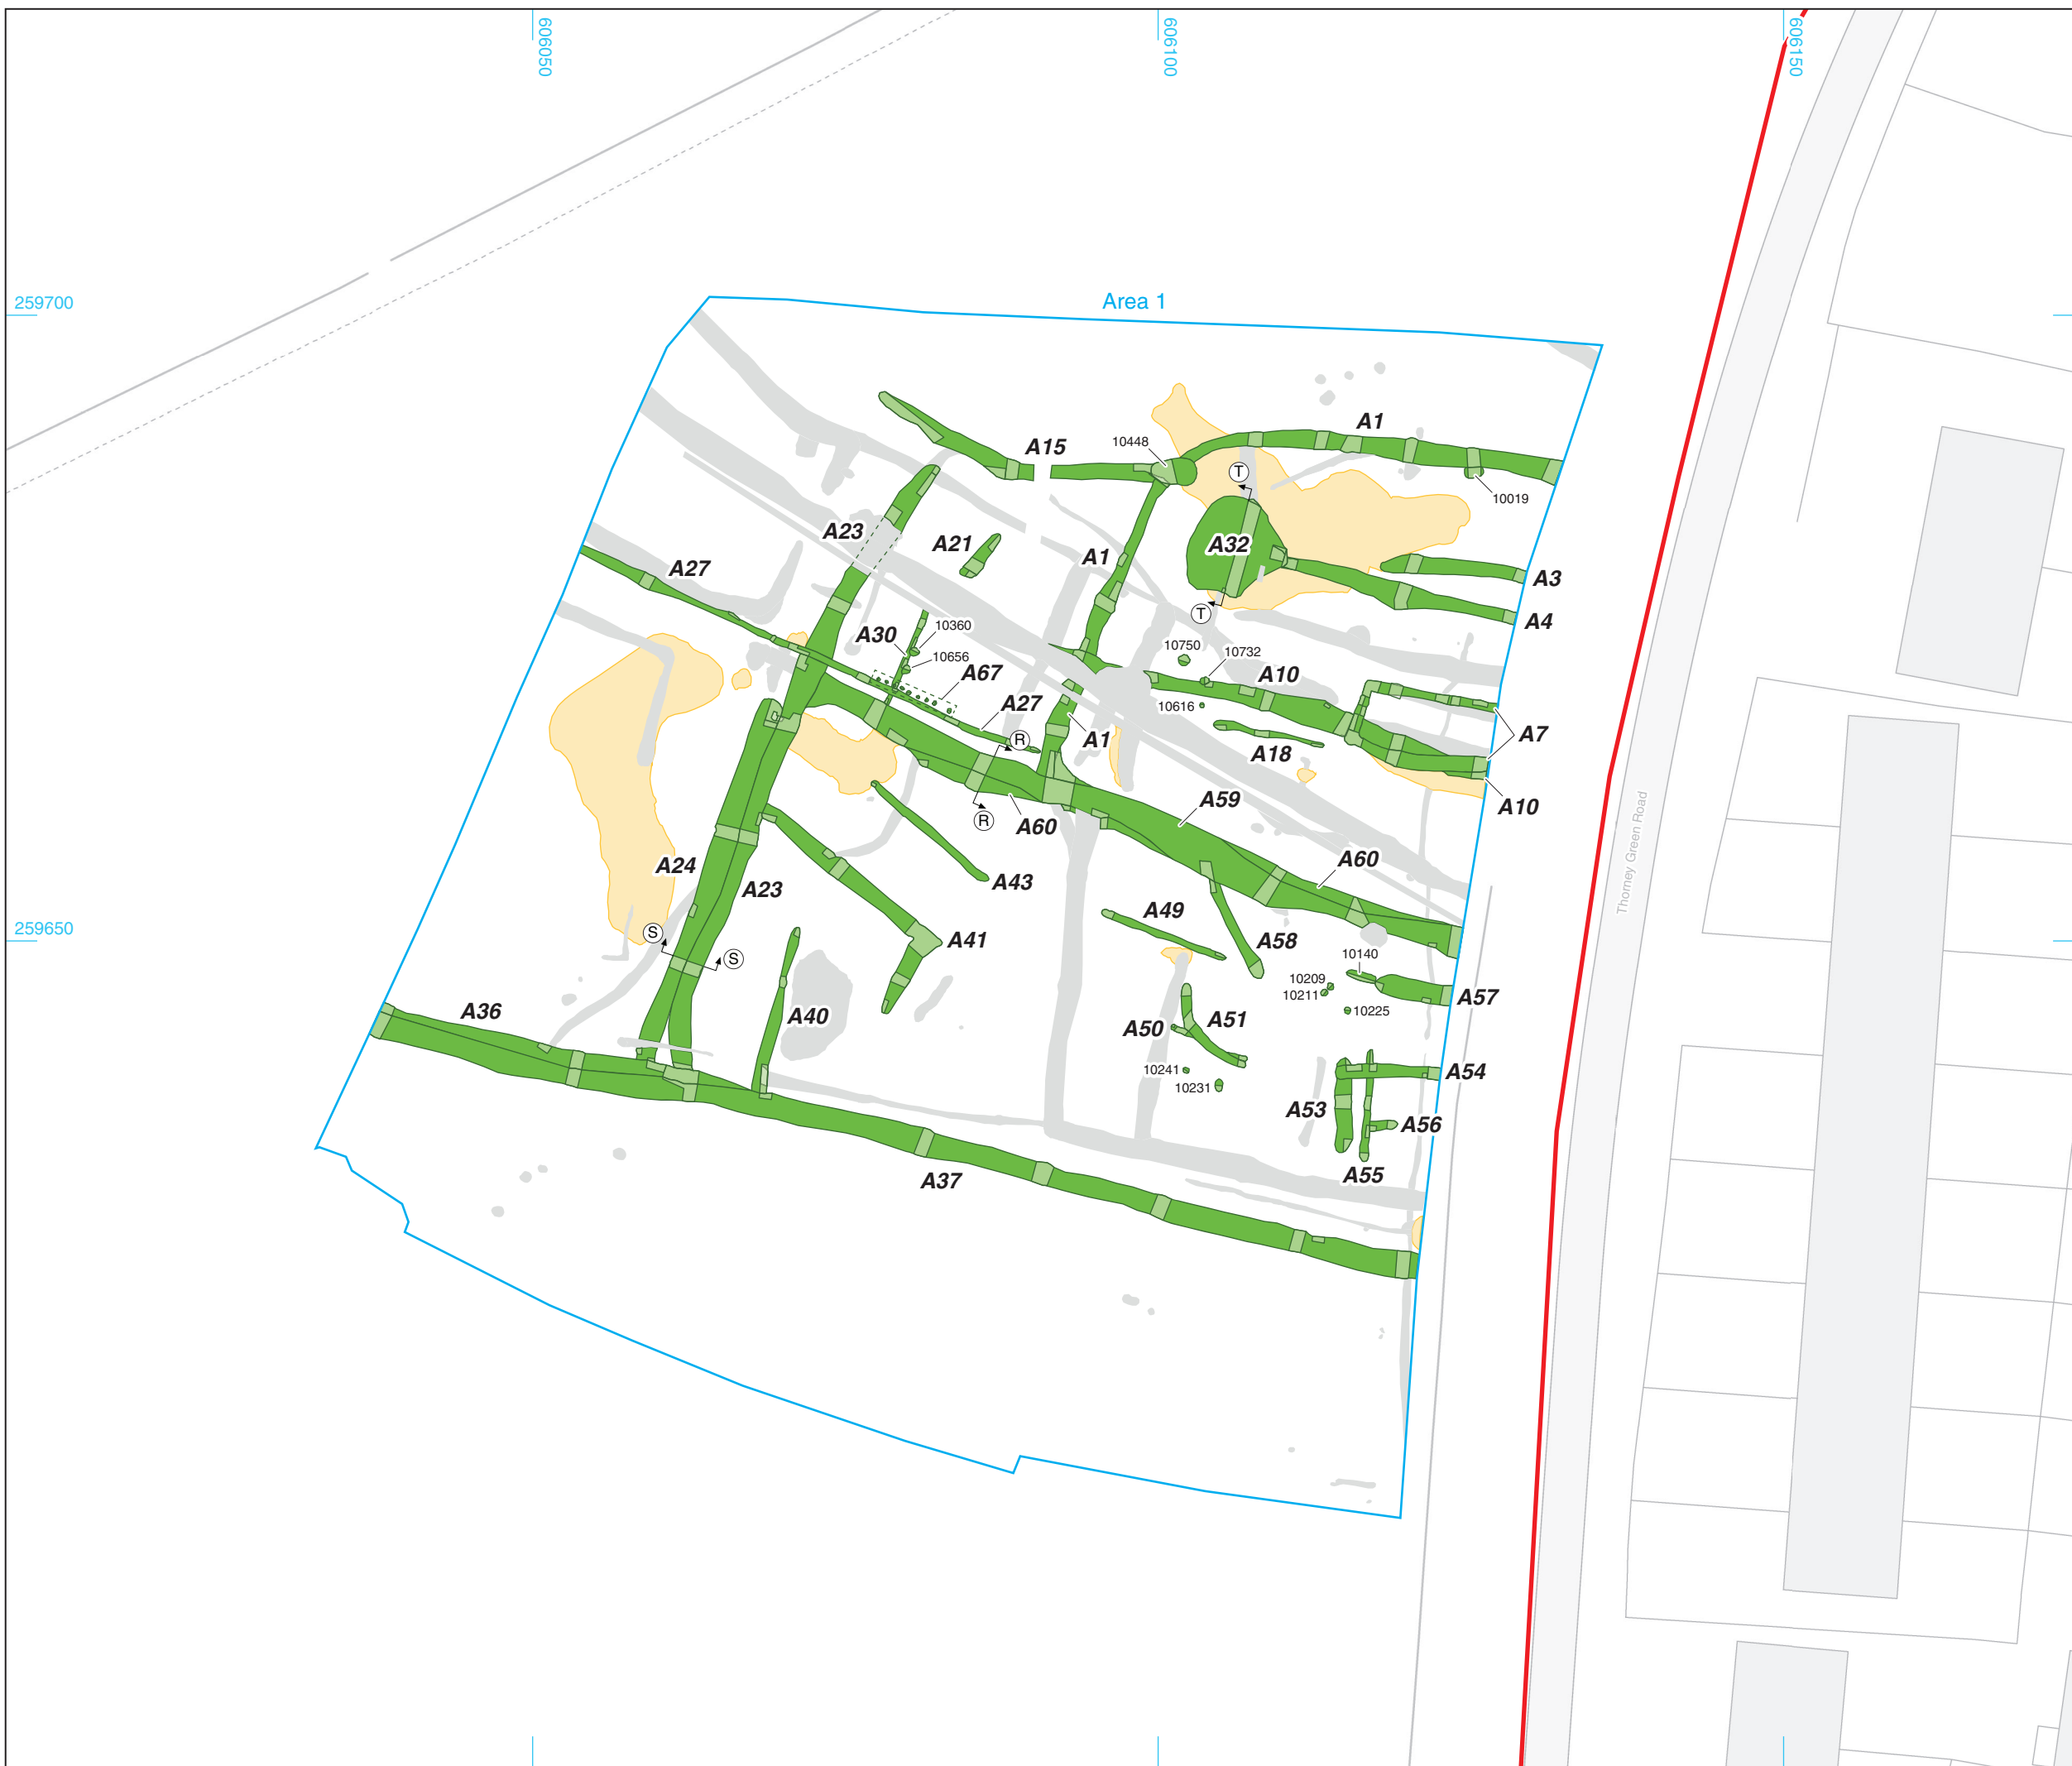 606050
606100
606150
259700
Area 1
A1
A15
10448
T
10019
A23
A21
A32
A1
A27
A3
T
A4
A30
10360
10750
10732
10656
A67
A10
A27
10616
R
A1
A7
A18
A59
A10
R
A60
A60
A24
A43
A23
A49
259650
S
A41
A58
S
10140
10209
10211
A57
A36
A40
A50
A51
10225
10241
A54
10231
A53
A56
A55
A37
Thorney Green Road